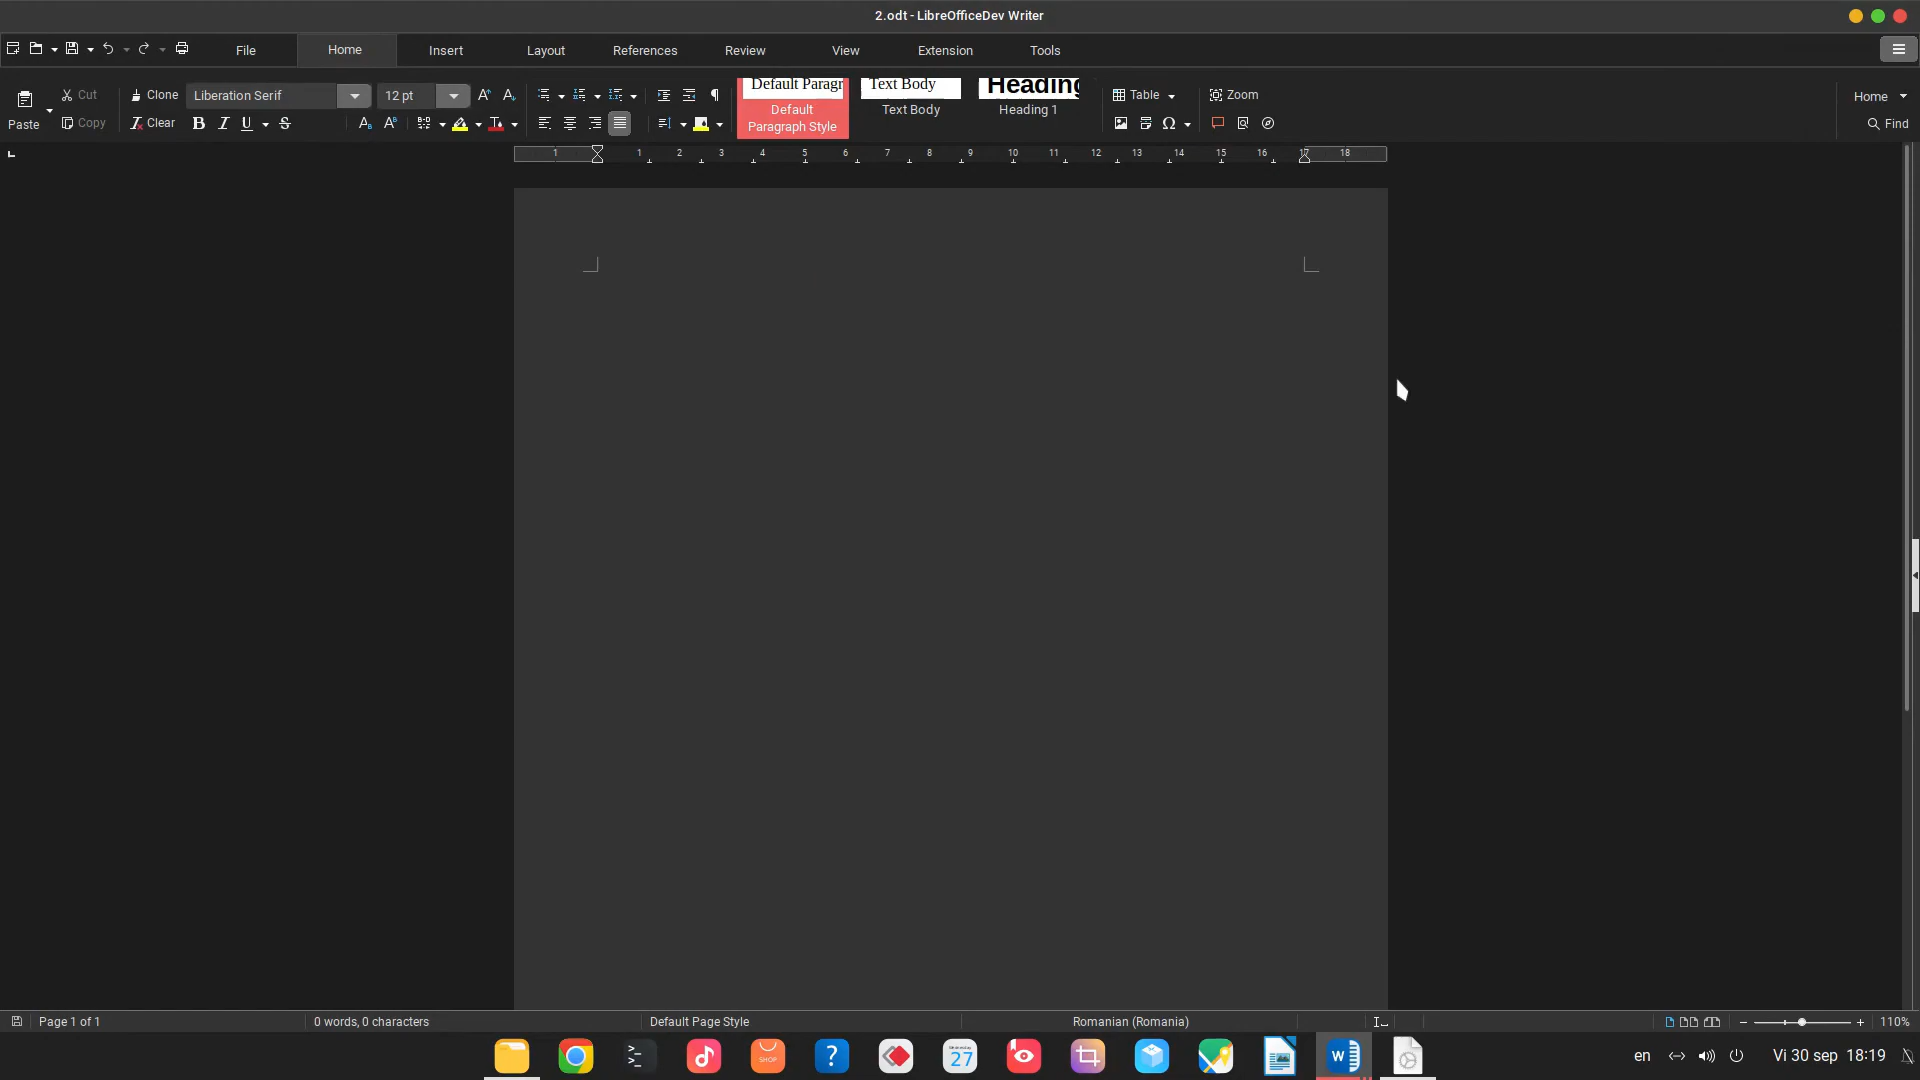 2.odt - LibreOfficeDev Writer
File Home Insert Layout References Review View Extension Tools
Paste Cut Copy Clone Clear
Liberation Serif 12 pt
Default Paragr Text Body Heading
Default Paragraph Style Text Body Heading 1
Table Zoom
Home
Find
1 1 2 3 4 5 6 7 8 9 10 11 12 13 14 15 16 17 18
Page 1 of 1 0 words, 0 characters Default Page Style Romanian (Romania) 110%
SHOP ? 27 W
en Vi 30 sep 18:19